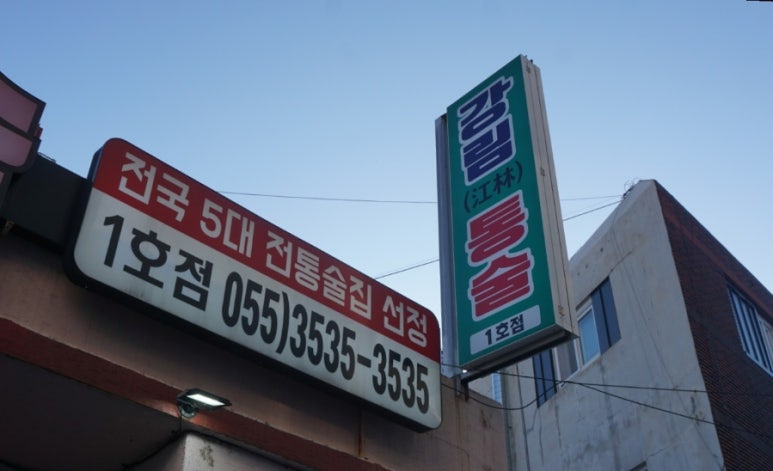 전국 5대 전통술집 선정
1호점 055)3535-3535
강림
(江林)
통술
1호점